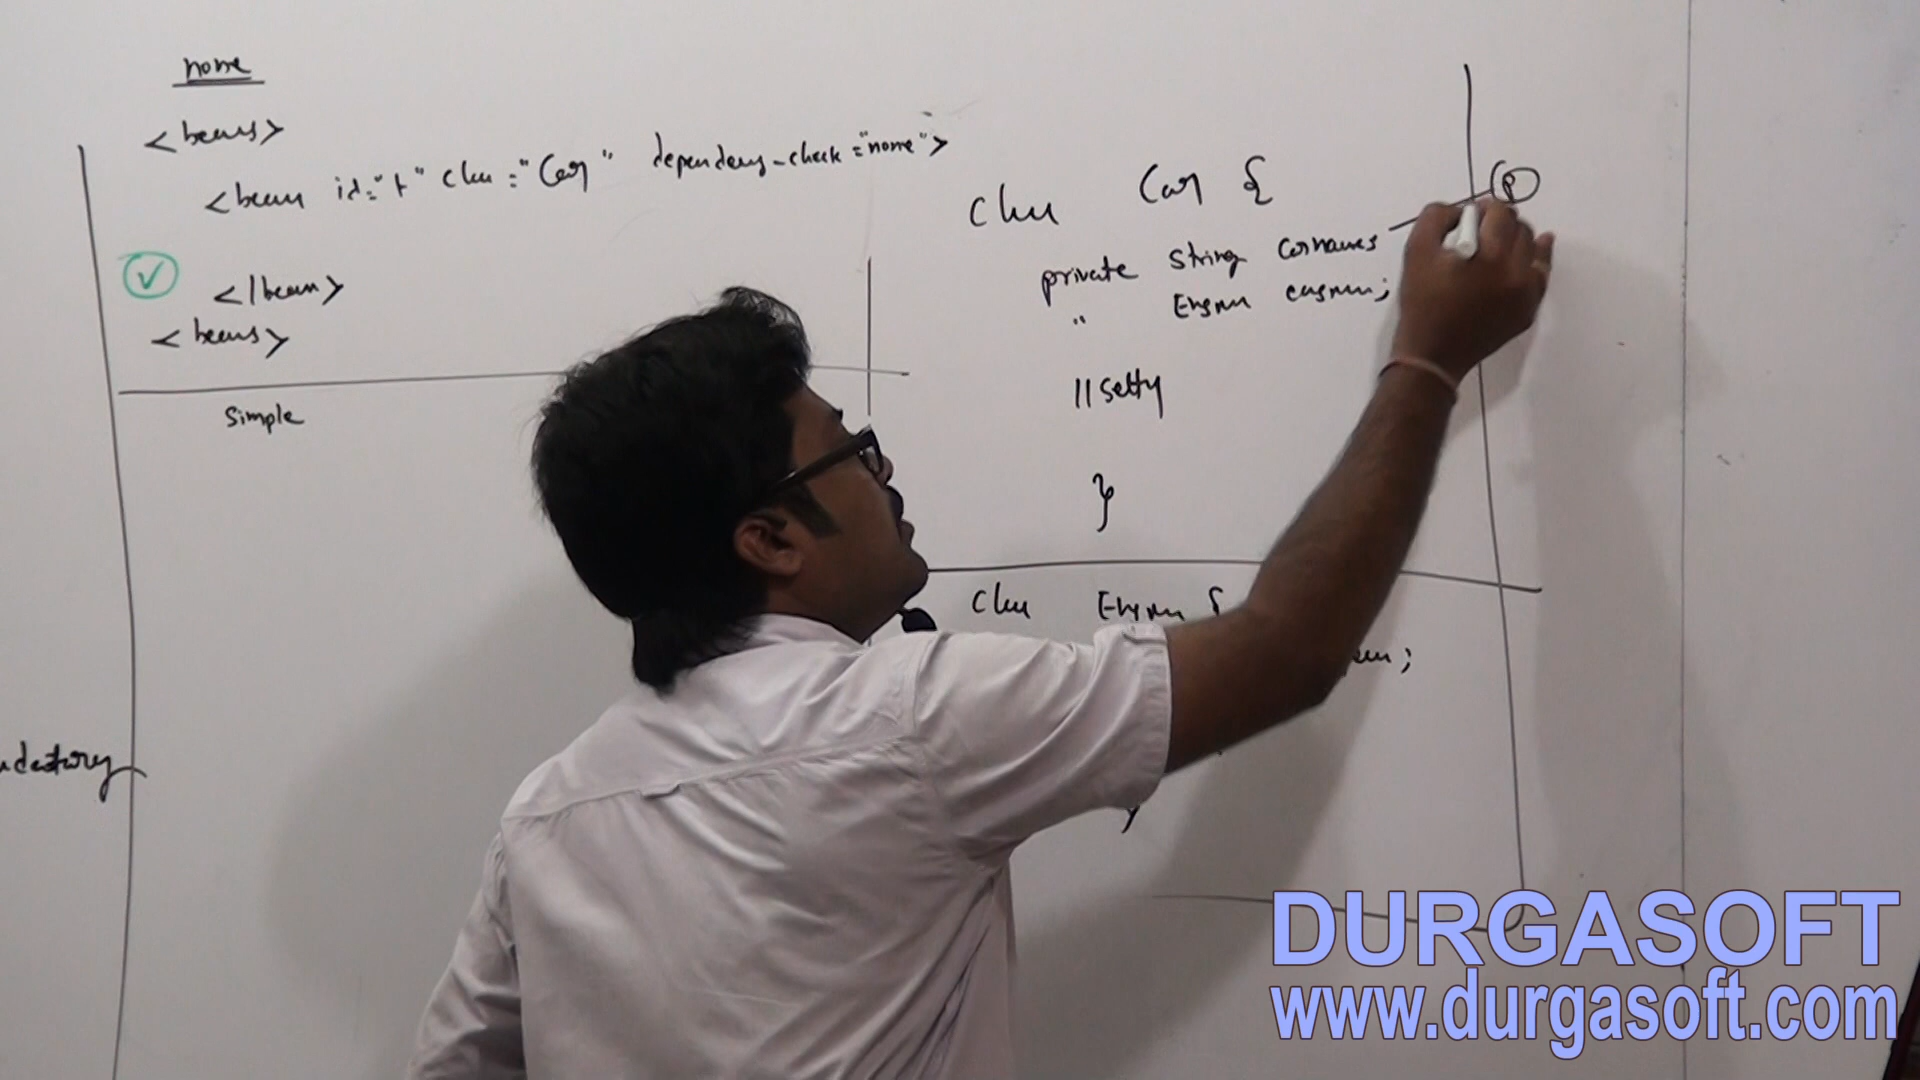 none
<beans>
<bean id="t" class="Car" dependency-check="none">
</bean>
<beans>
simple
class Car {
private String carname
" Engine engine;
//setty
}
class Engine {
;
}
P
DURGASOFT
www.durgasoft.com